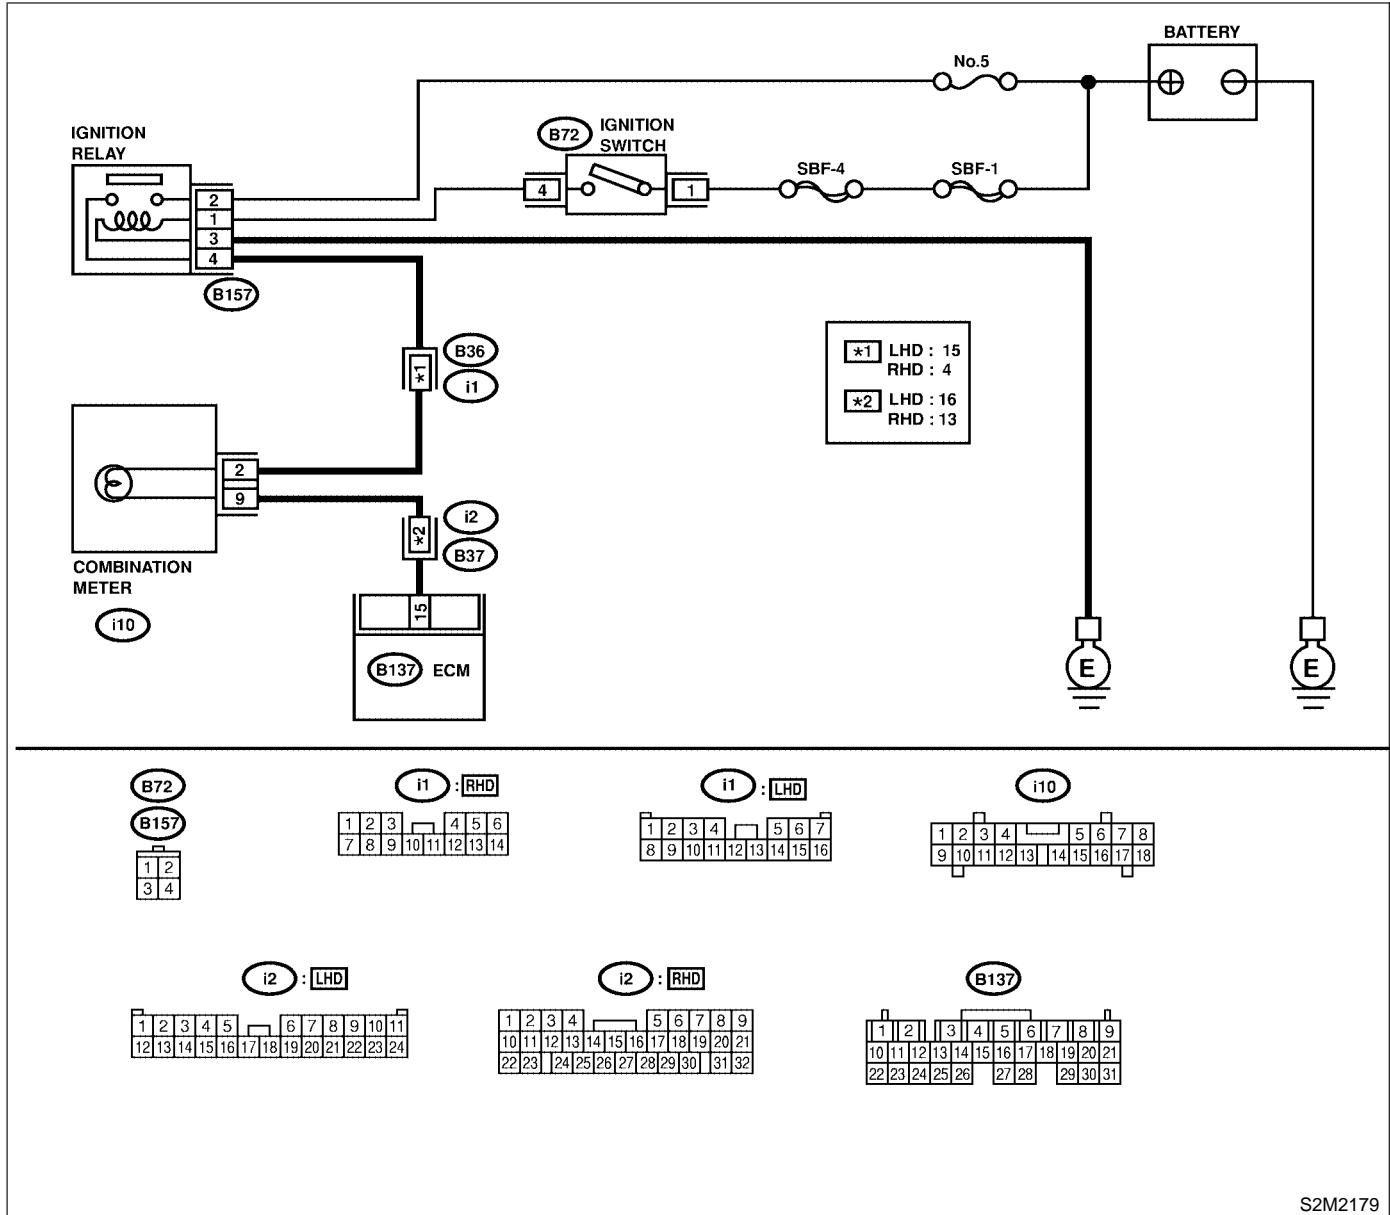 BATTERY
No.5
IGNITION
RELAY
B72
IGNITION
SWITCH
SBF-4
SBF-1
4
1
2
1
3
4
B157
*1
B36
i1
*1 LHD : 15
RHD : 4
*2 LHD : 16
RHD : 13
2
9
*2
i2
B37
COMBINATION
METER
i10
15
B137 ECM
E
E
B72
B157
1 2
3 4
i1 : RHD
1 2 3 4 5 6
7 8 9 10 11 12 13 14
i1 : LHD
1 2 3 4 5 6 7
8 9 10 11 12 13 14 15 16
i10
1 2 3 4 5 6 7 8
9 10 11 12 13 14 15 16 17 18
i2 : LHD
1 2 3 4 5 6 7 8 9 10 11
12 13 14 15 16 17 18 19 20 21 22 23 24
i2 : RHD
1 2 3 4 5 6 7 8 9
10 11 12 13 14 15 16 17 18 19 20 21
22 23 24 25 26 27 28 29 30 31 32
B137
1 2 3 4 5 6 7 8 9
10 11 12 13 14 15 16 17 18 19 20 21
22 23 24 25 26 27 28 29 30 31
S2M2179